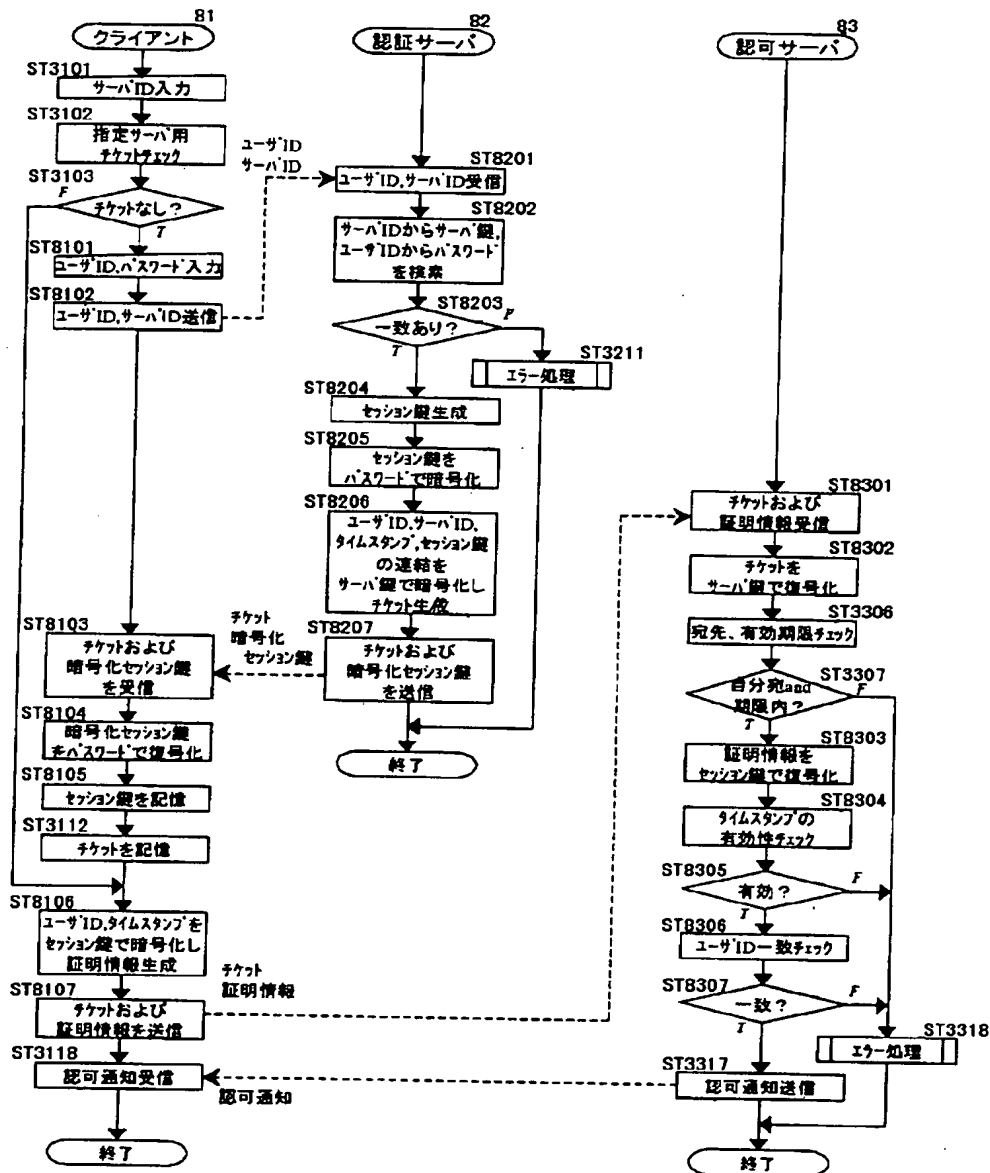 81
クライアント
ST3101
サーバID入力
ST3102
指定サーバ用
チケットチェック
ST3103
F
チケットなし?
T
ST8101
ユーザID,パスワード入力
ST8102
ユーザID,サーバID送信
ユーザID
サーバID
ST8103
チケットおよび
暗号化セッション鍵
を受信
ST8104
暗号化セッション鍵
をパスワードで復号化
ST8105
セッション鍵を記憶
ST3112
チケットを記憶
ST8106
ユーザID,タイムスタンプを
セッション鍵で暗号化し
証明情報生成
ST8107
チケットおよび
証明情報を送信
チケット
証明情報
ST3118
認可通知受信
認可通知
終了
82
認証サーバ
ST8201
ユーザID,サーバID受信
ST8202
サーバIDからサーバ鍵,
ユーザIDからパスワード
を検索
ST8203
一致あり?
F
T
ST3211
エラー処理
ST8204
セッション鍵生成
ST8205
セッション鍵を
パスワードで暗号化
ST8206
ユーザID,サーバID,
タイムスタンプ,セッション鍵
の連結を
サーバ鍵で暗号化し
チケット生成
ST8207
チケットおよび
暗号化セッション鍵
を送信
チケット
暗号化
セッション鍵
終了
83
認可サーバ
ST8301
チケットおよび
証明情報受信
ST8302
チケットを
サーバ鍵で復号化
ST3306
宛先、有効期限チェック
ST3307
自分宛and
期限内?
F
T
ST8303
証明情報を
セッション鍵で復号化
ST8304
タイムスタンプの
有効性チェック
ST8305
有効?
F
T
ST8306
ユーザID一致チェック
ST8307
一致?
F
T
ST3318
エラー処理
ST3317
認可通知送信
終了